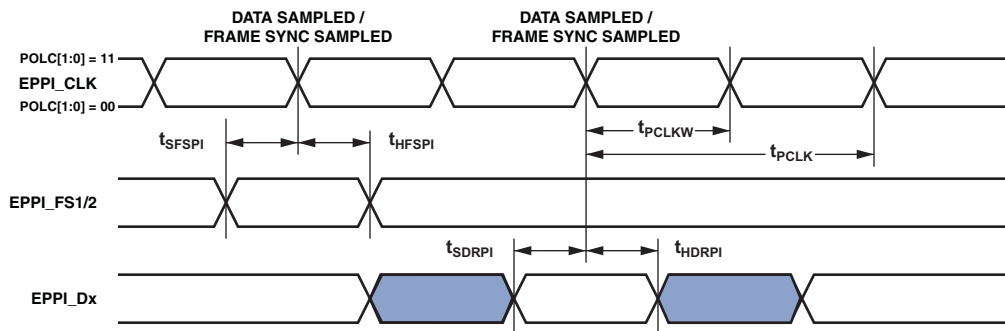 DATA SAMPLED /
FRAME SYNC SAMPLED
DATA SAMPLED /
FRAME SYNC SAMPLED
POLC[1:0] = 11
EPPI_CLK
POLC[1:0] = 00
tSFSPI
tHFSPI
tPCLKW
tPCLK
EPPI_FS1/2
tSDRPI
tHDRPI
EPPI_Dx